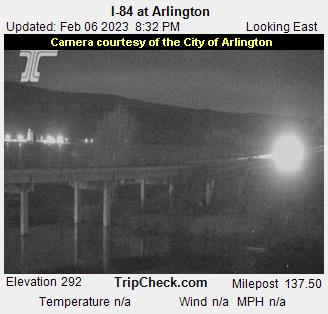 I-84 at Arlington
Updated: Feb 06 2023 8:32 PM Looking East
Camera courtesy of the City of Arlington
Elevation 292 TripCheck.com Milepost 137.50
Temperature n/a Wind n/a MPH n/a